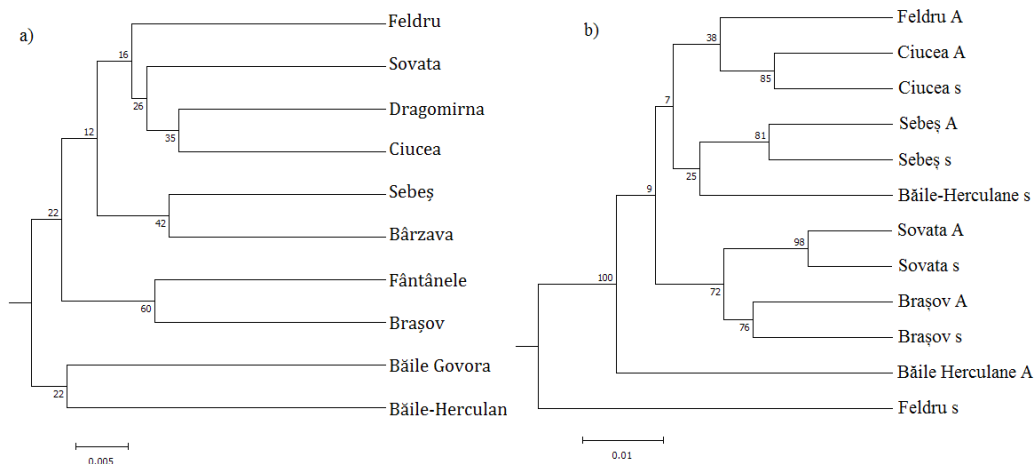 a)
Feldru
16
Sovata
26
Dragomirna
35
Ciucea
12
Sebeș
42
Bârzava
22
Fântânele
60
Brașov
Băile Govora
22
Băile-Herculan
0.005
b)
Feldru A
38
Ciucea A
85
Ciucea s
7
Sebeș A
81
Sebeș s
25
Băile-Herculane s
9
Sovata A
98
Sovata s
72
Brașov A
76
Brașov s
100
Băile Herculane A
Feldru s
0.01